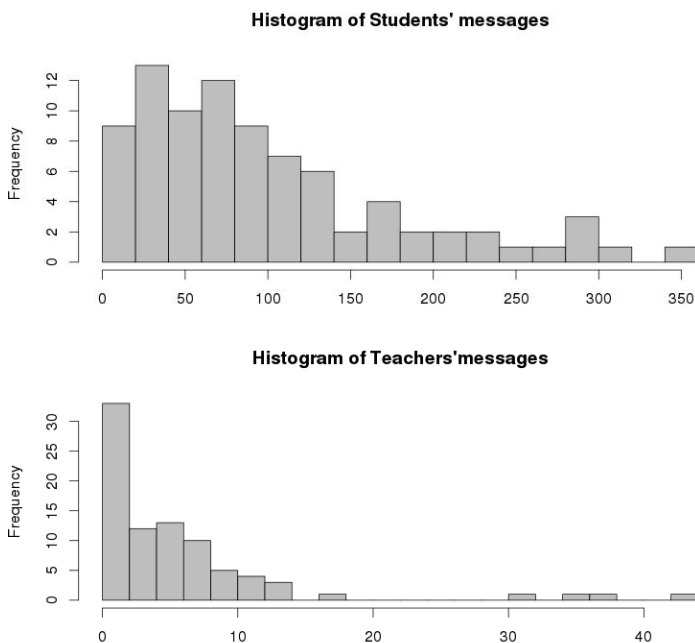 Histogram of Students' messages
Frequency
0 2 4 6 8 10 12
0 50 100 150 200 250 300 350
Histogram of Teachers'messages
Frequency
0 5 10 15 20 25 30
0 10 20 30 40